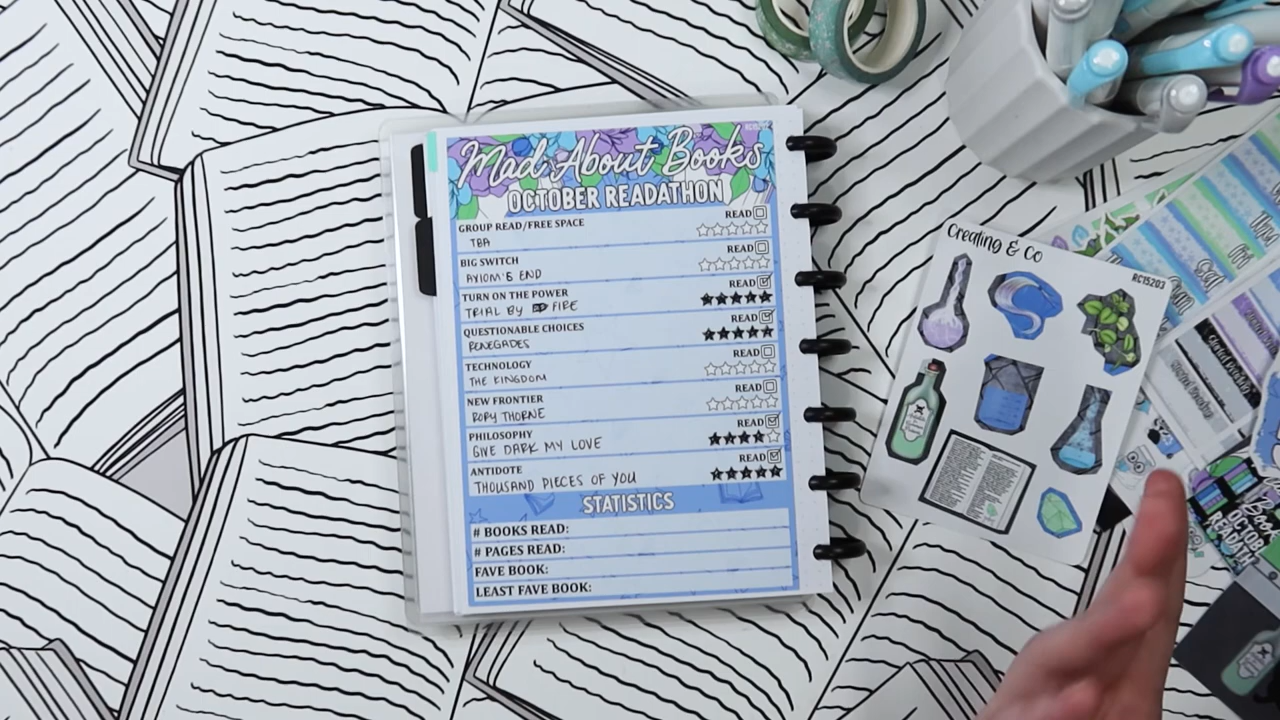 Mad About Books
OCTOBER READATHON
GROUP READ/FREE SPACE READ
TBA
BIG SWITCH READ
AXIOM'S END
TURN ON THE POWER READ
TRIAL BY FIRE
QUESTIONABLE CHOICES READ
RENEGADES
TECHNOLOGY READ
THE KINGDOM
NEW FRONTIER READ
RORY THORNE
PHILOSOPHY READ
GIVE DARK MY LOVE
ANTIDOTE READ
THOUSAND PIECES OF YOU
STATISTICS
# BOOKS READ:
# PAGES READ:
FAVE BOOK:
LEAST FAVE BOOK:
Creating & Co
RC15203